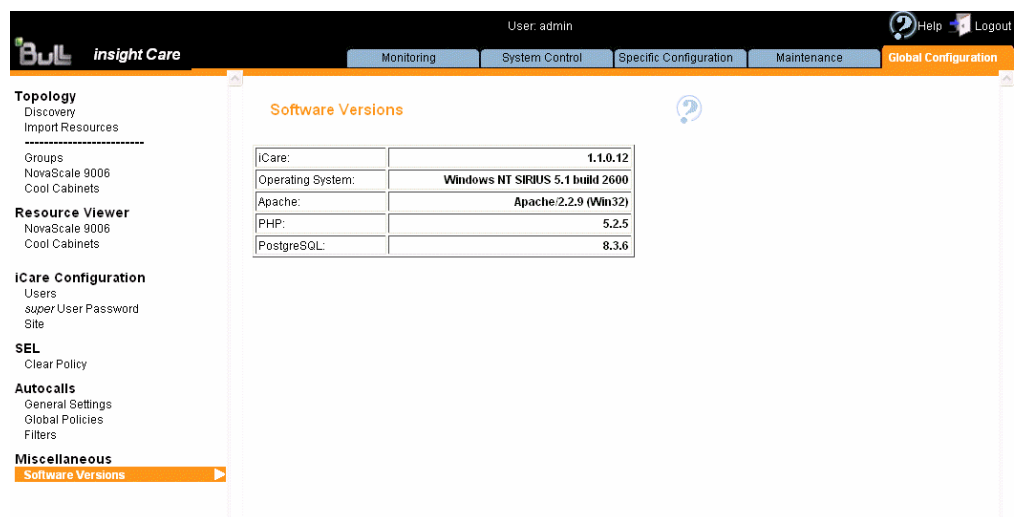 User: admin
Help Logout
Bull insight Care
Monitoring System Control Specific Configuration Maintenance Global Configuration
Topology
Discovery
Import Resources
-------------------------
Groups
NovaScale 9006
Cool Cabinets
Resource Viewer
NovaScale 9006
Cool Cabinets
iCare Configuration
Users
super User Password
Site
SEL
Clear Policy
Autocalls
General Settings
Global Policies
Filters
Miscellaneous
Software Versions
Software Versions
iCare: 1.1.0.12
Operating System: Windows NT SIRIUS 5.1 build 2600
Apache: Apache/2.2.9 (Win32)
PHP: 5.2.5
PostgreSQL: 8.3.6